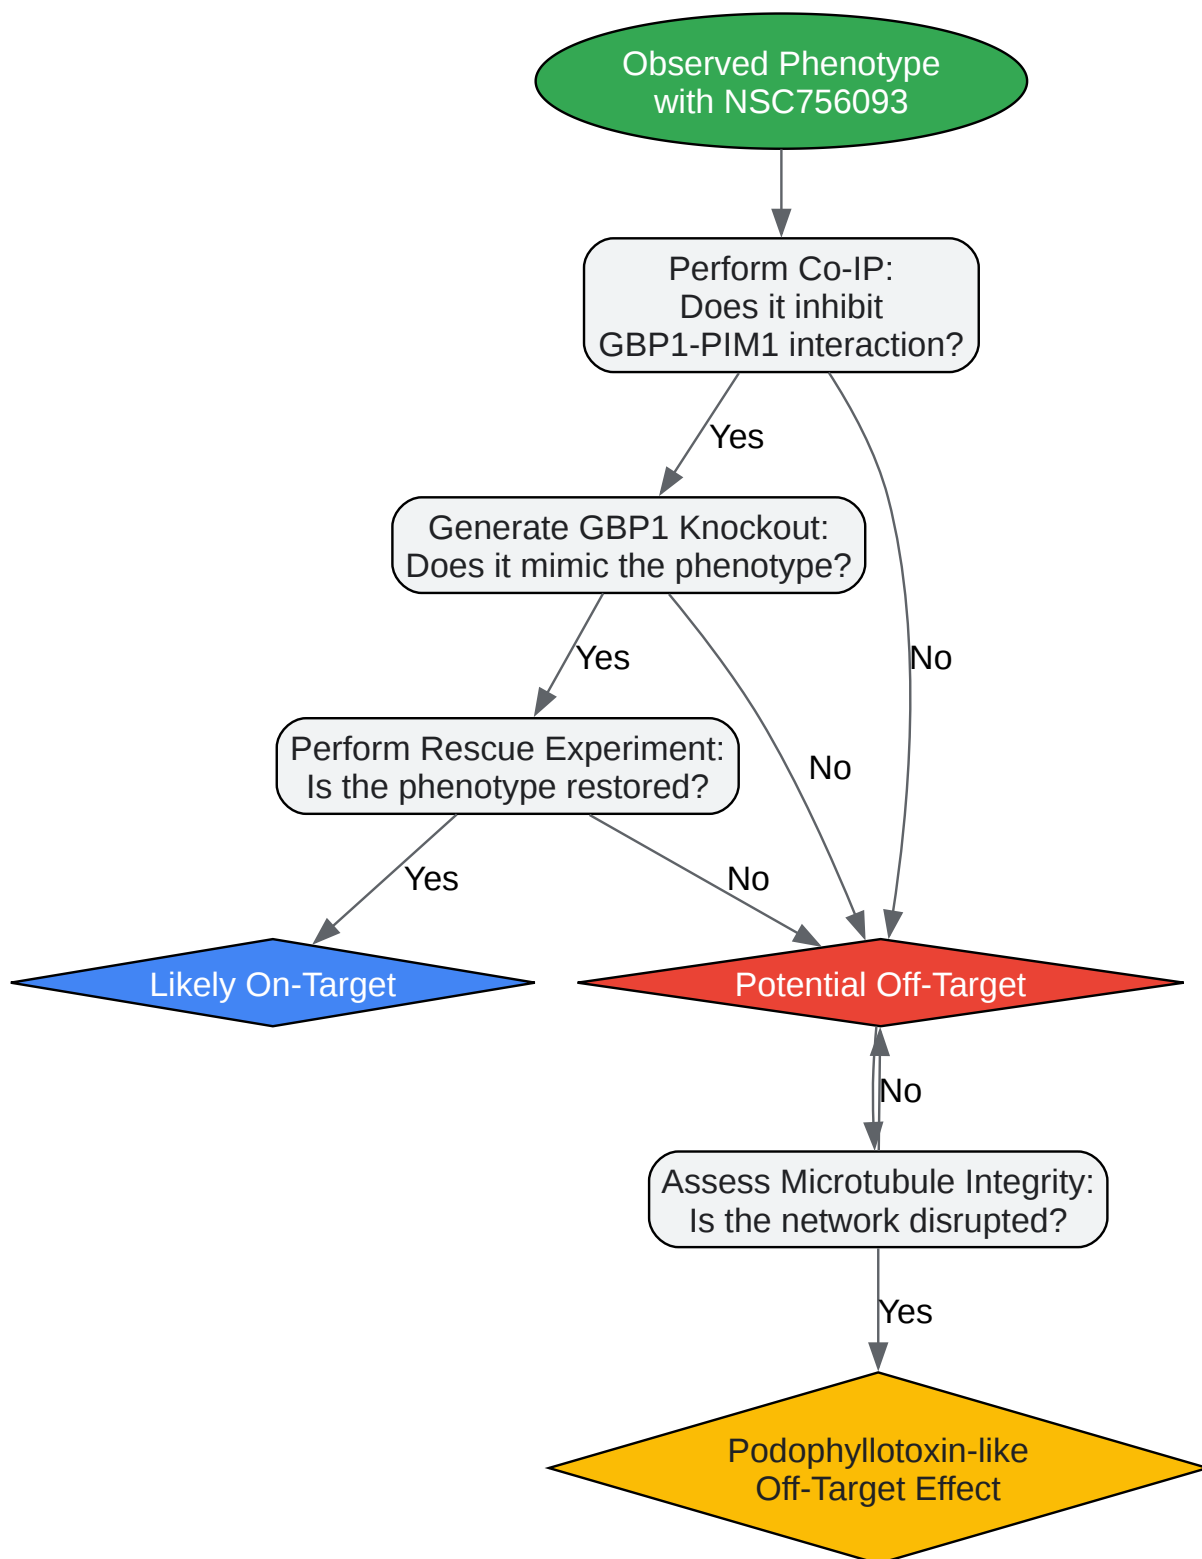 Observed Phenotype
with NSC756093
Perform Co-IP:
Does it inhibit
GBP1-PIM1 interaction?
Yes
Generate GBP1 Knockout:
Does it mimic the phenotype?
Yes
No
Perform Rescue Experiment:
Is the phenotype restored?
No
Yes
No
Likely On-Target
Potential Off-Target
No
Assess Microtubule Integrity:
Is the network disrupted?
Yes
Podophyllotoxin-like
Off-Target Effect